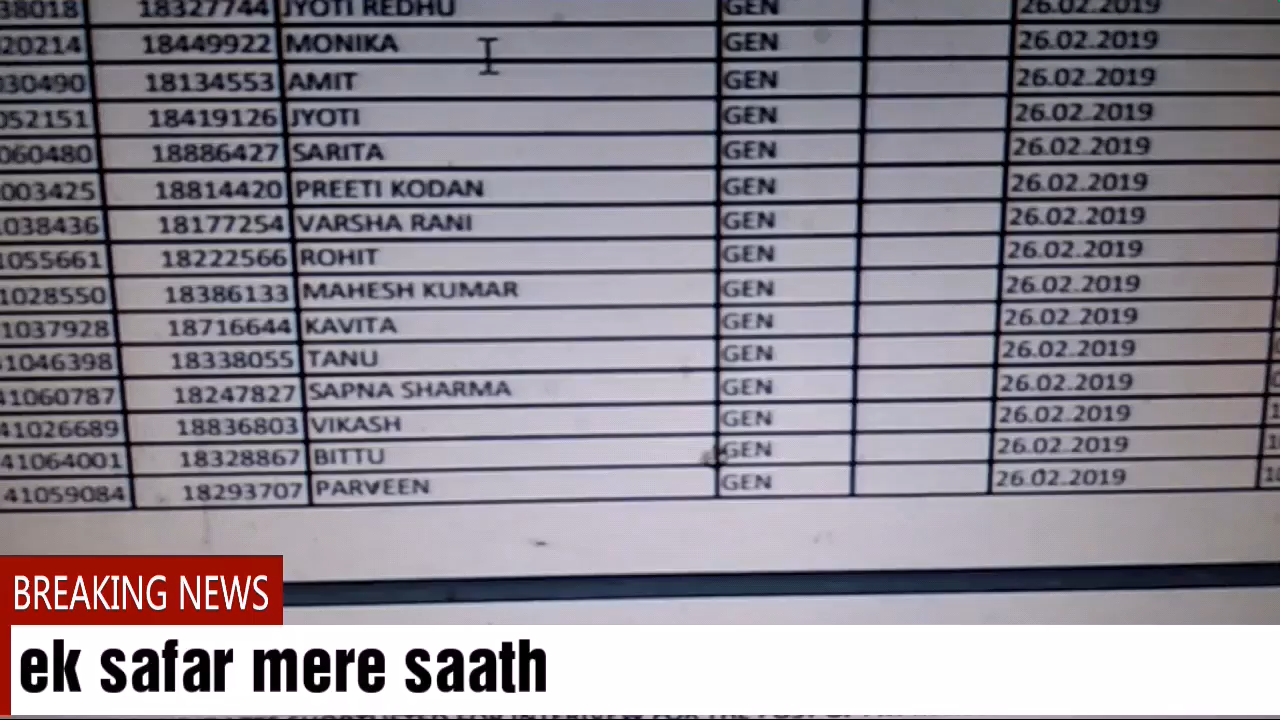 38018 18327744 JYOTI REDHU GEN 26.02.2019
020214 18449922 MONIKA GEN 26.02.2019
030490 18134553 AMIT GEN 26.02.2019
052151 18419126 JYOTI GEN 26.02.2019
060480 18886427 SARITA GEN 26.02.2019
003425 18814420 PREETI KODAN GEN 26.02.2019
1038436 18177254 VARSHA RANI GEN 26.02.2019
1055661 18222566 ROHIT GEN 26.02.2019
1028550 18386133 MAHESH KUMAR GEN 26.02.2019
1037928 18716644 KAVITA GEN 26.02.2019
1046398 18338055 TANU GEN 26.02.2019
41060787 18247827 SAPNA SHARMA GEN 26.02.2019
41026689 18836803 VIKASH GEN 26.02.2019
41064001 18328867 BITTU GEN 26.02.2019
41059084 18293707 PARVEEN GEN 26.02.2019
BREAKING NEWS
ek safar mere saath